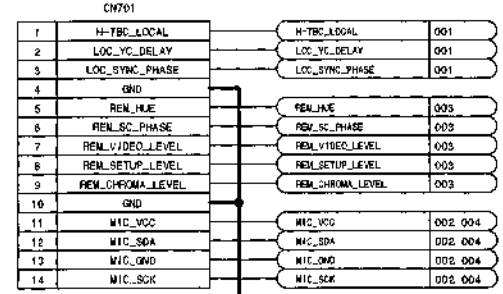 CN701
1 H-TBC_LOCAL H-TBC_LOCAL 001
2 LOC_YC_DELAY LOC_YC_DELAY 001
3 LOC_SYNC_PHASE LOC_SYNC_PHASE 001
4 GND
5 REM_HUE REM_HUE 003
6 REM_SC_PHASE REM_SC_PHASE 003
7 REM_VIDEO_LEVEL REM_VIDEO_LEVEL 003
8 REM_SETUP_LEVEL REM_SETUP_LEVEL 003
9 REM_CHROMA_LEVEL REM_CHROMA_LEVEL 003
10 GND
11 MIC_VCC MIC_VCC 002 004
12 MIC_SDA MIC_SDA 002 004
13 MIC_GND MIC_GND 002 004
14 MIC_SCK MIC_SCK 002 004